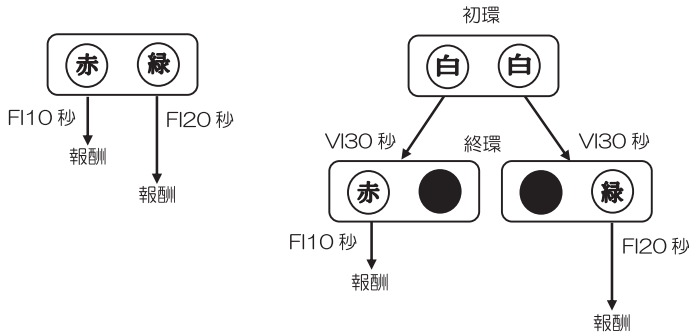 赤 緑
FI10 秒
FI20 秒
報酬
報酬
初環
白 白
VI30 秒
終環
VI30 秒
赤
緑
FI10 秒
FI20 秒
報酬
報酬